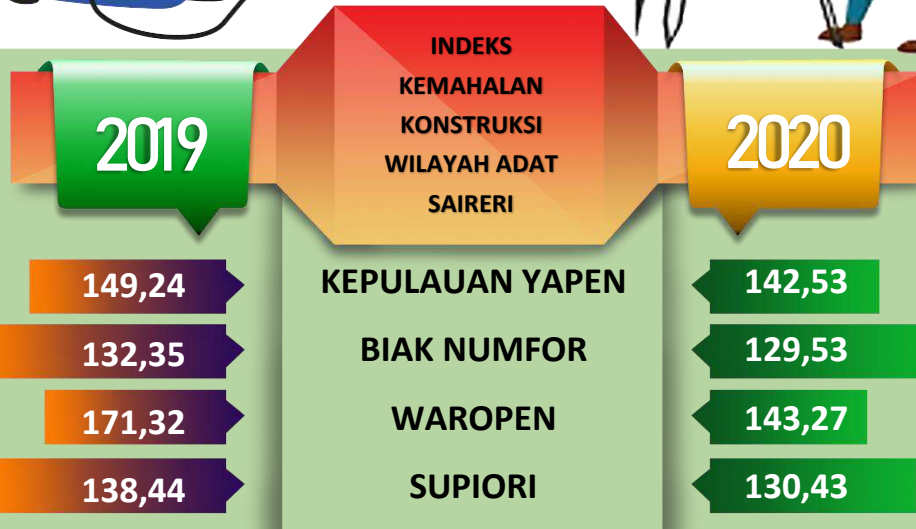 INDEKS
KEMAHALAN
KONSTRUKSI
WILAYAH ADAT
SAIRERI
2019
2020
149,24 KEPULAUAN YAPEN 142,53
132,35 BIAK NUMFOR 129,53
171,32 WAROPEN 143,27
138,44 SUPIORI 130,43